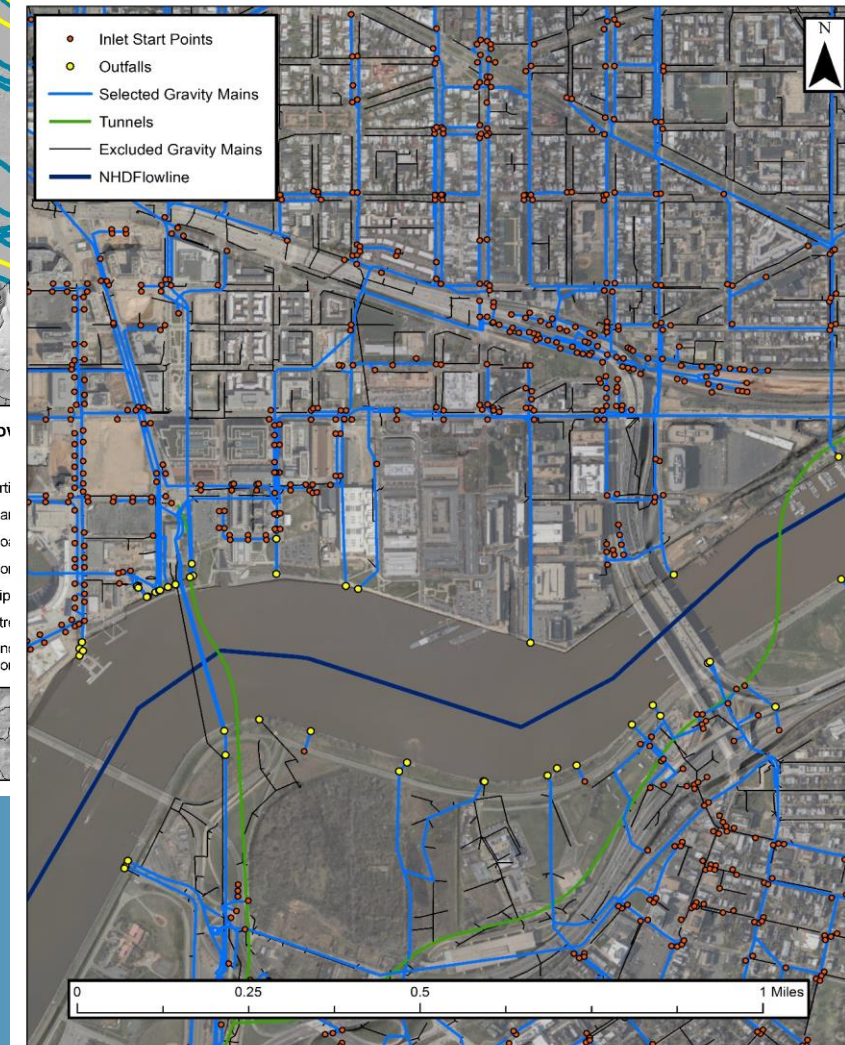 Inlet Start Points
Outfalls
Selected Gravity Mains
Tunnels
Excluded Gravity Mains
NHDFlowline
N
0 0.25 0.5 1 Miles